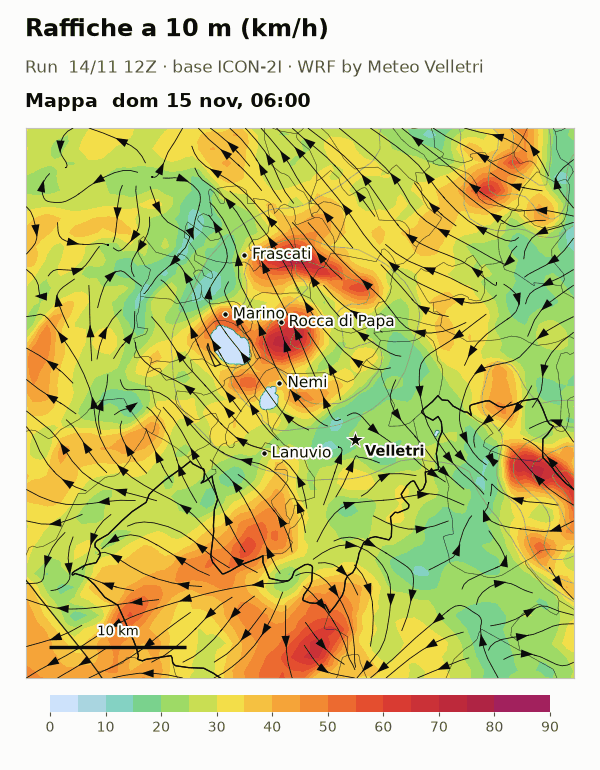 Raffiche a 10 m (km/h)
Run  14/11 12Z · base ICON-2I · WRF by Meteo Velletri
Mappa  dom 15 nov, 06:00
Frascati
Marino
Rocca di Papa
Nemi
Velletri
Lanuvio
10 km
0 10 20 30 40 50 60 70 80 90